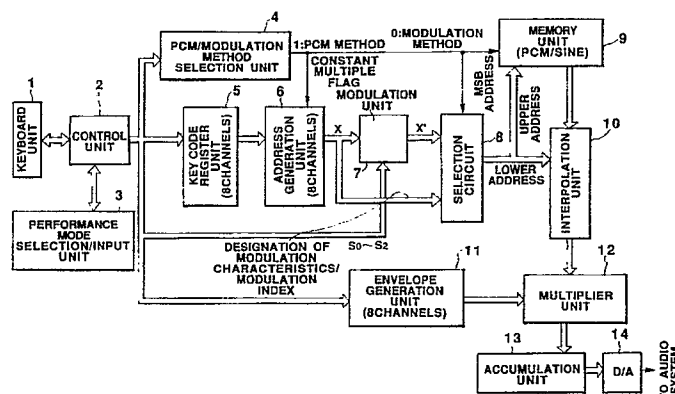 4
PCM/MODULATION
METHOD
SELECTION UNIT
1:PCM METHOD
0:MODULATION
METHOD
MEMORY
UNIT
(PCM/SINE)
9
CONSTANT
MULTIPLE
FLAG
MODULATION
UNIT
MSB
ADDRESS
UPPER
ADDRESS
1
KEYBOARD
UNIT
2
CONTROL
UNIT
5
KEY CODE
REGISTER
UNIT
(8CHANNELS)
6
ADDRESS
GENERATION
UNIT
(8CHANNELS)
X
7
X'
8
SELECTION
CIRCUIT
LOWER
ADDRESS
10
INTERPOLATION
UNIT
3
PERFORMANCE MODE
SELECTION/INPUT
UNIT
S0~S2
DESIGNATION OF
MODULATION
CHARACTERISTICS/
MODULATION
INDEX
11
ENVELOPE
GENERATION
UNIT
(8CHANNELS)
12
MULTIPLIER
UNIT
13
ACCUMULATION
UNIT
14
D/A
AUDIO
SYSTEM